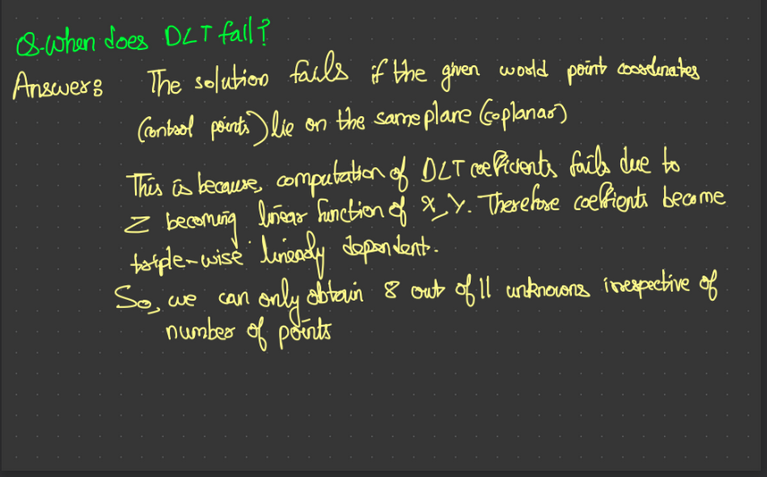 Q. When does DLT fail?
Answer: The solution fails if the given world point coordinates
(control points) lie on the same plane (coplanar)
This is because, computation of DLT coefficients fails due to
Z becoming linear function of X, Y. Therefore coeffients become
triple-wise linearly dependent.
So, we can only obtain 8 out of 11 unknowns irrespective of
number of points